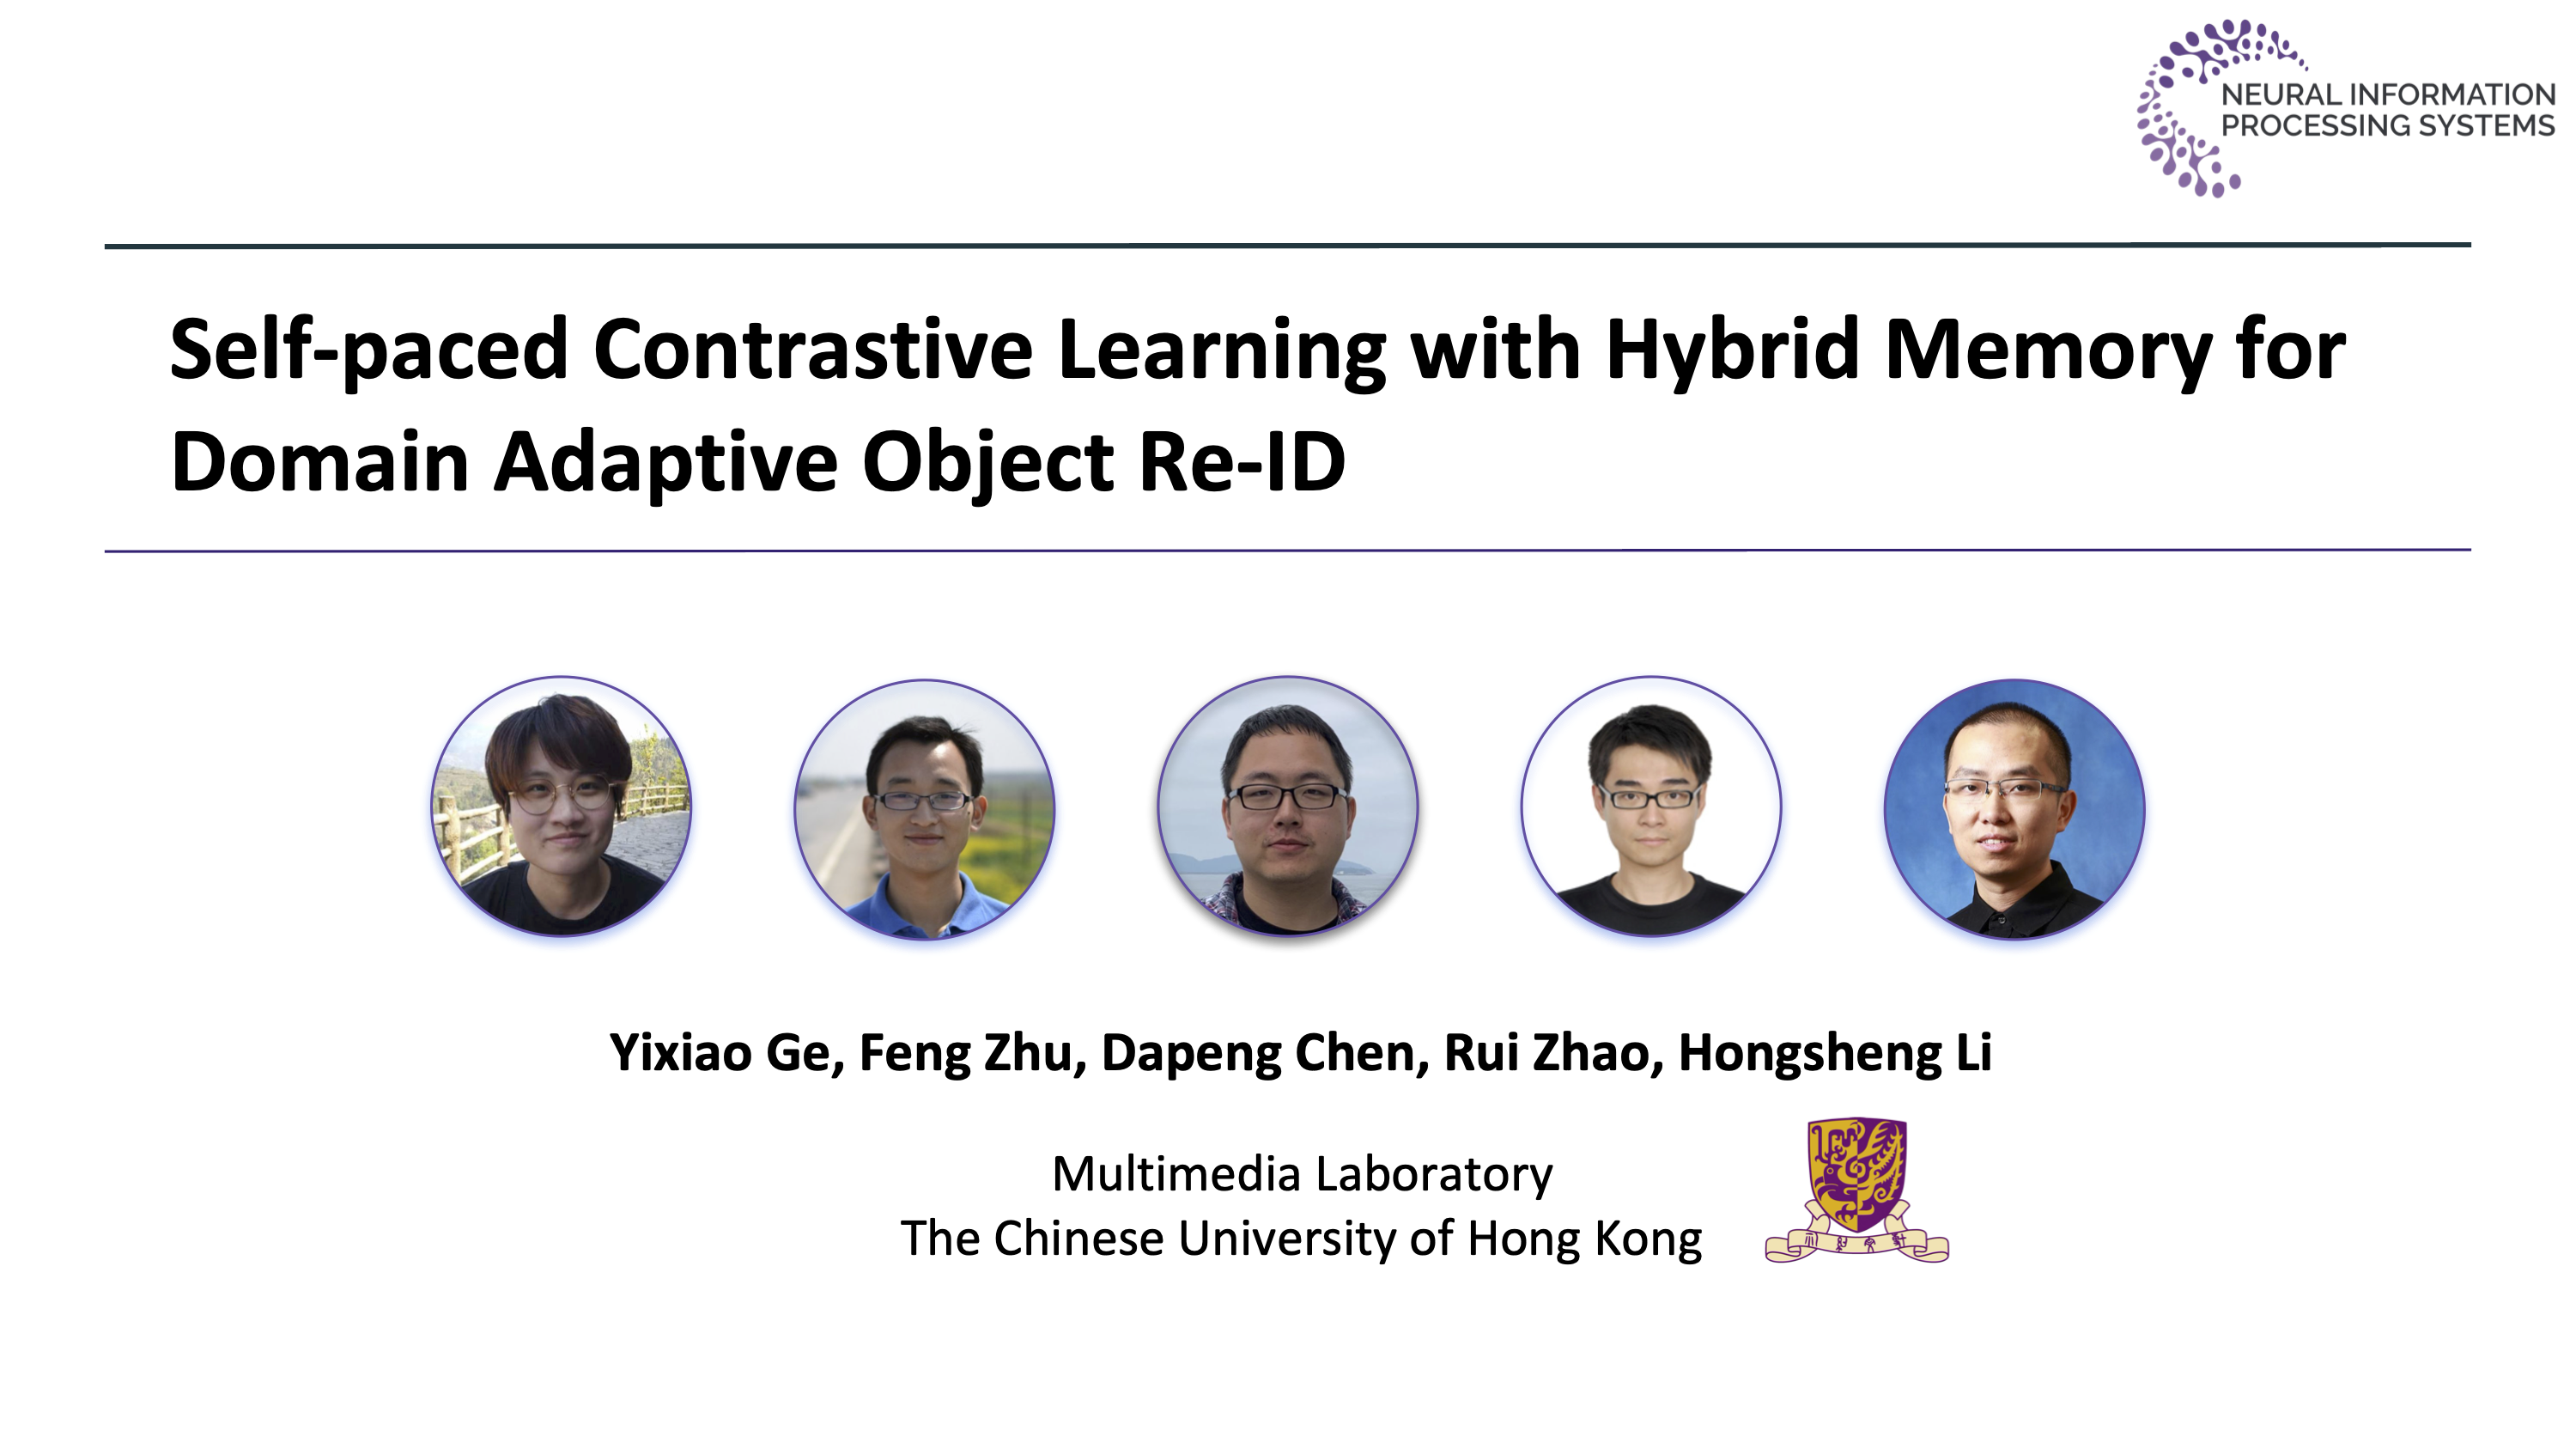 NEURAL INFORMATION
PROCESSING SYSTEMS
Self-paced Contrastive Learning with Hybrid Memory for
Domain Adaptive Object Re-ID
Yixiao Ge, Feng Zhu, Dapeng Chen, Rui Zhao, Hongsheng Li
Multimedia Laboratory
The Chinese University of Hong Kong